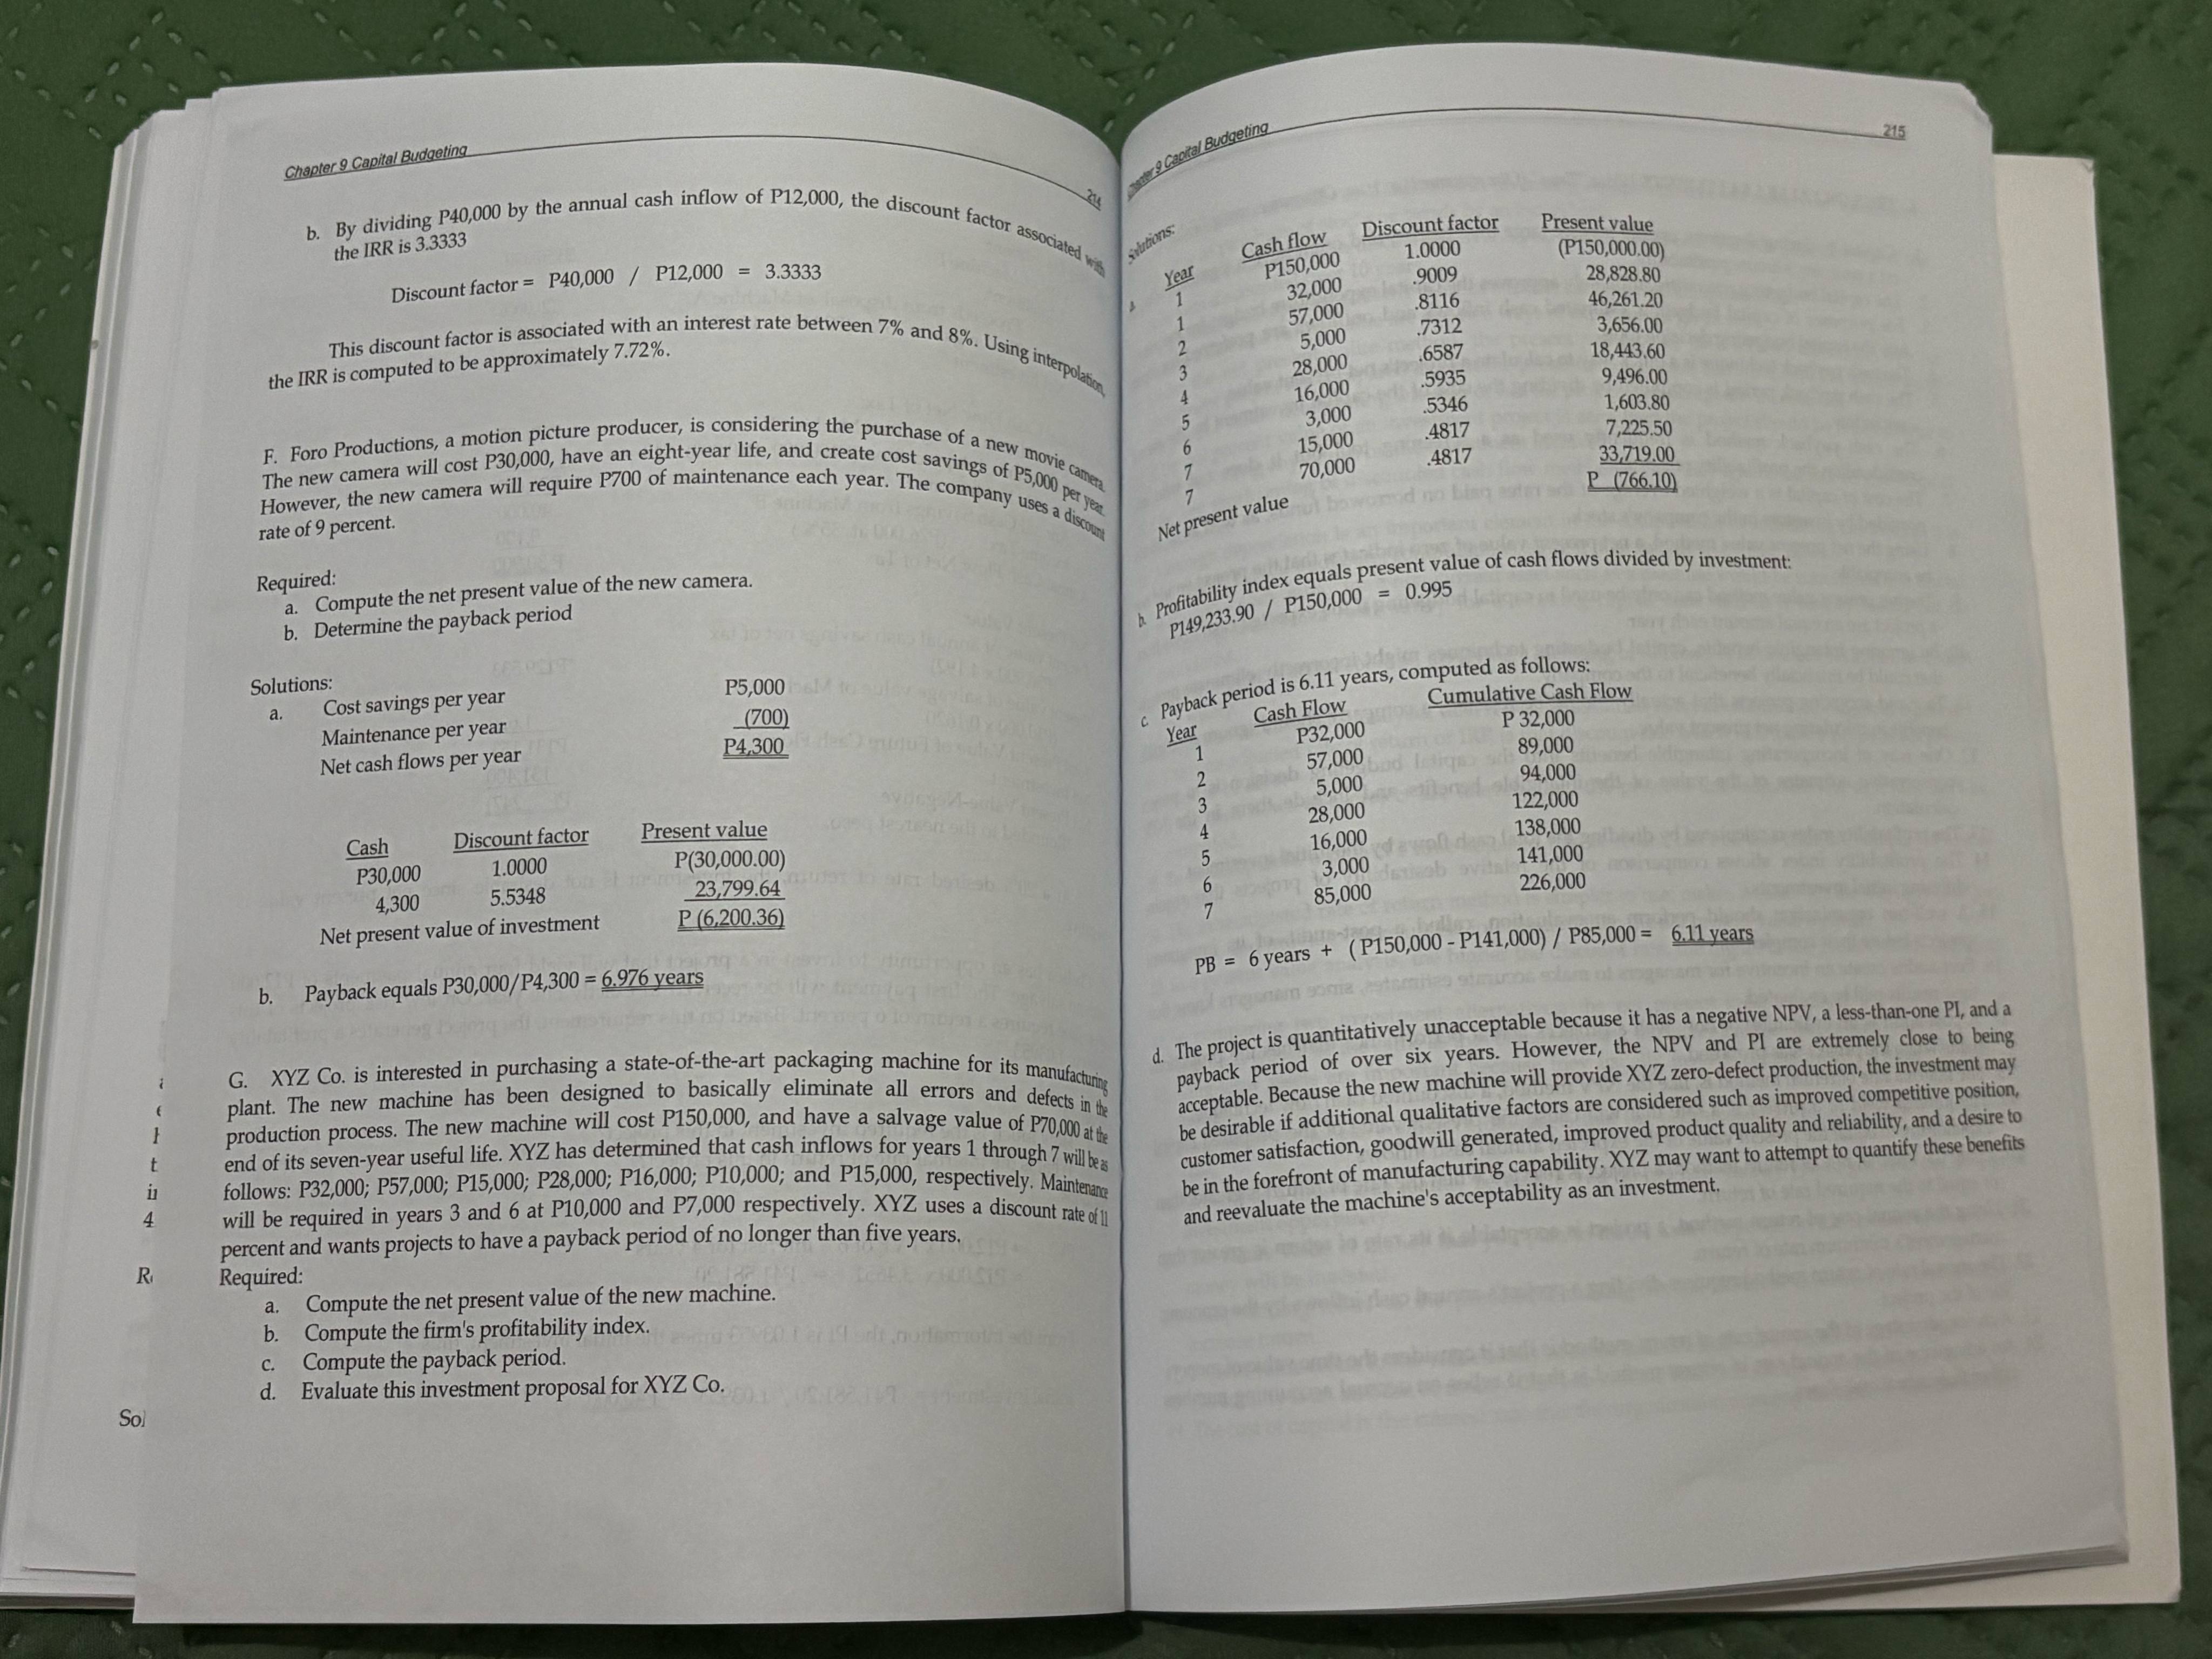 Chapter 9 Capital Budgeting
214
b. By dividing P40,000 by the annual cash inflow of P12,000, the discount factor associated with
the IRR is 3.3333
Discount factor = P40,000 / P12,000 = 3.3333
This discount factor is associated with an interest rate between 7% and 8%. Using interpolation,
the IRR is computed to be approximately 7.72%.
F. Foro Productions, a motion picture producer, is considering the purchase of a new movie camera.
The new camera will cost P30,000, have an eight-year life, and create cost savings of P5,000 per year.
However, the new camera will require P700 of maintenance each year. The company uses a discount
rate of 9 percent.
Required:
a. Compute the net present value of the new camera.
b. Determine the payback period
Solutions:
a. Cost savings per year P5,000
Maintenance per year (700)
Net cash flows per year P4,300
Cash Discount factor Present value
P30,000 1.0000 P(30,000.00)
4,300 5.5348 23,799.64
Net present value of investment P (6,200.36)
b. Payback equals P30,000/P4,300 = 6.976 years
G. XYZ Co. is interested in purchasing a state-of-the-art packaging machine for its manufacturing
plant. The new machine has been designed to basically eliminate all errors and defects in the
production process. The new machine will cost P150,000, and have a salvage value of P70,000 at the
end of its seven-year useful life. XYZ has determined that cash inflows for years 1 through 7 will be as
follows: P32,000; P57,000; P15,000; P28,000; P16,000; P10,000; and P15,000, respectively. Maintenance
will be required in years 3 and 6 at P10,000 and P7,000 respectively. XYZ uses a discount rate of 11
percent and wants projects to have a payback period of no longer than five years.
Required:
a. Compute the net present value of the new machine.
b. Compute the firm's profitability index.
c. Compute the payback period.
d. Evaluate this investment proposal for XYZ Co.
t
4
Sol
Chapter 9 Capital Budgeting
215
Solutions:
Year Cash flow Discount factor Present value
1 P150,000 1.0000 (P150,000.00)
1 32,000 .9009 28,828.80
2 57,000 .8116 46,261.20
3 5,000 .7312 3,656.00
4 28,000 .6587 18,443.60
5 16,000 .5935 9,496.00
6 3,000 .5346 1,603.80
7 15,000 .4817 7,225.50
7 70,000 .4817 33,719.00
Net present value P (766.10)
b. Profitability index equals present value of cash flows divided by investment:
P149,233.90 / P150,000 = 0.995
c. Payback period is 6.11 years, computed as follows:
Year Cash Flow Cumulative Cash Flow
1 P32,000 P 32,000
2 57,000 89,000
3 5,000 94,000
4 28,000 122,000
5 16,000 138,000
6 3,000 141,000
7 85,000 226,000
PB = 6 years + ( P150,000 - P141,000) / P85,000 = 6.11 years
d. The project is quantitatively unacceptable because it has a negative NPV, a less-than-one PI, and a
payback period of over six years. However, the NPV and PI are extremely close to being
acceptable. Because the new machine will provide XYZ zero-defect production, the investment may
be desirable if additional qualitative factors are considered such as improved competitive position,
customer satisfaction, goodwill generated, improved product quality and reliability, and a desire to
be in the forefront of manufacturing capability. XYZ may want to attempt to quantify these benefits
and reevaluate the machine's acceptability as an investment.